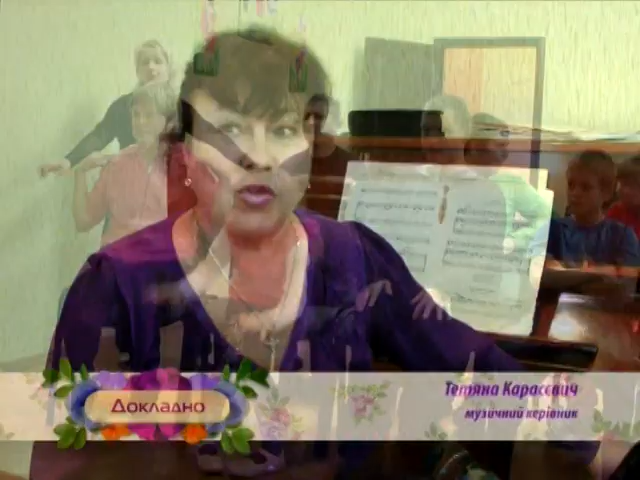 Докладно
Тетяна Карасевич
музичний керівник